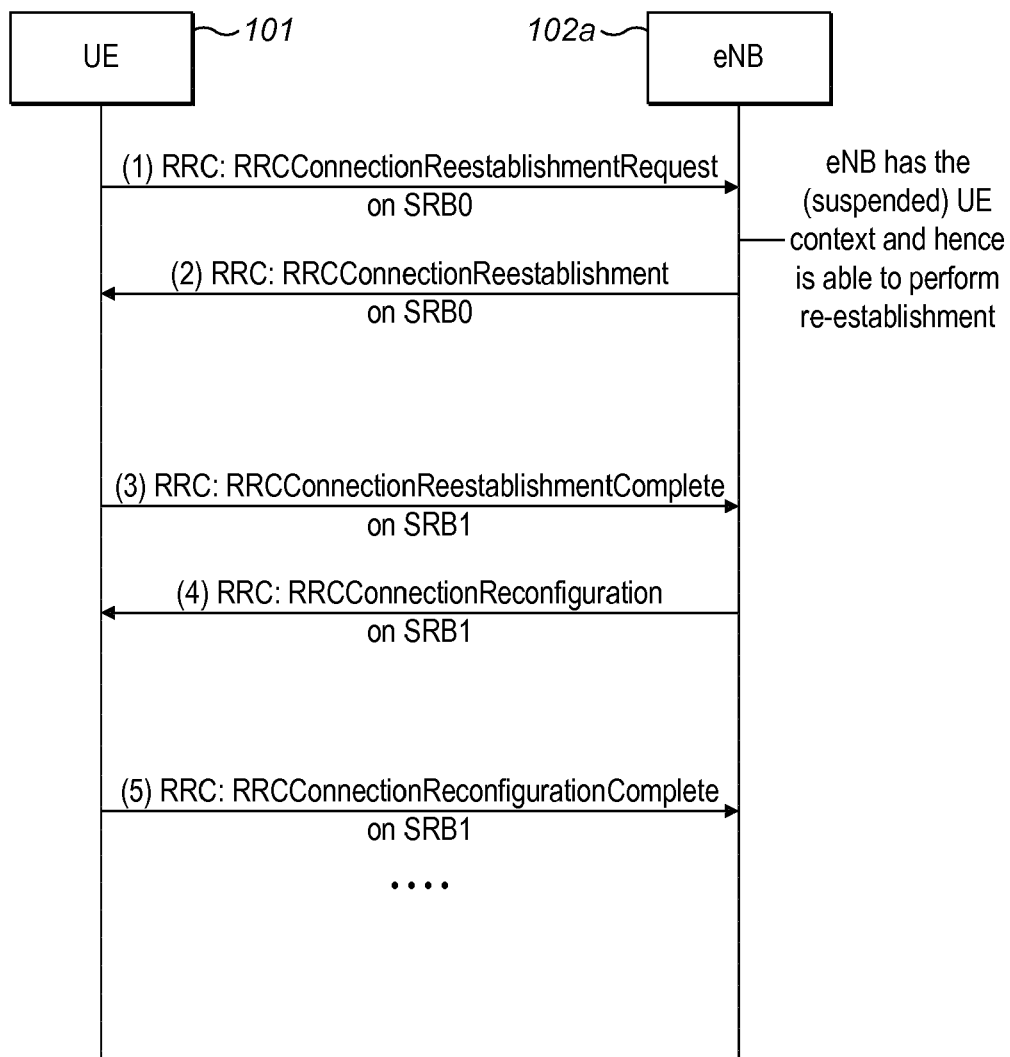 101
102a
UE
eNB
(1) RRC: RRCConnectionReestablishmentRequest
on SRB0
eNB has the
(suspended) UE
context and hence
is able to perform
re-establishment
(2) RRC: RRCConnectionReestablishment
on SRB0
(3) RRC: RRCConnectionReestablishmentComplete
on SRB1
(4) RRC: RRCConnectionReconfiguration
on SRB1
(5) RRC: RRCConnectionReconfigurationComplete
on SRB1
....